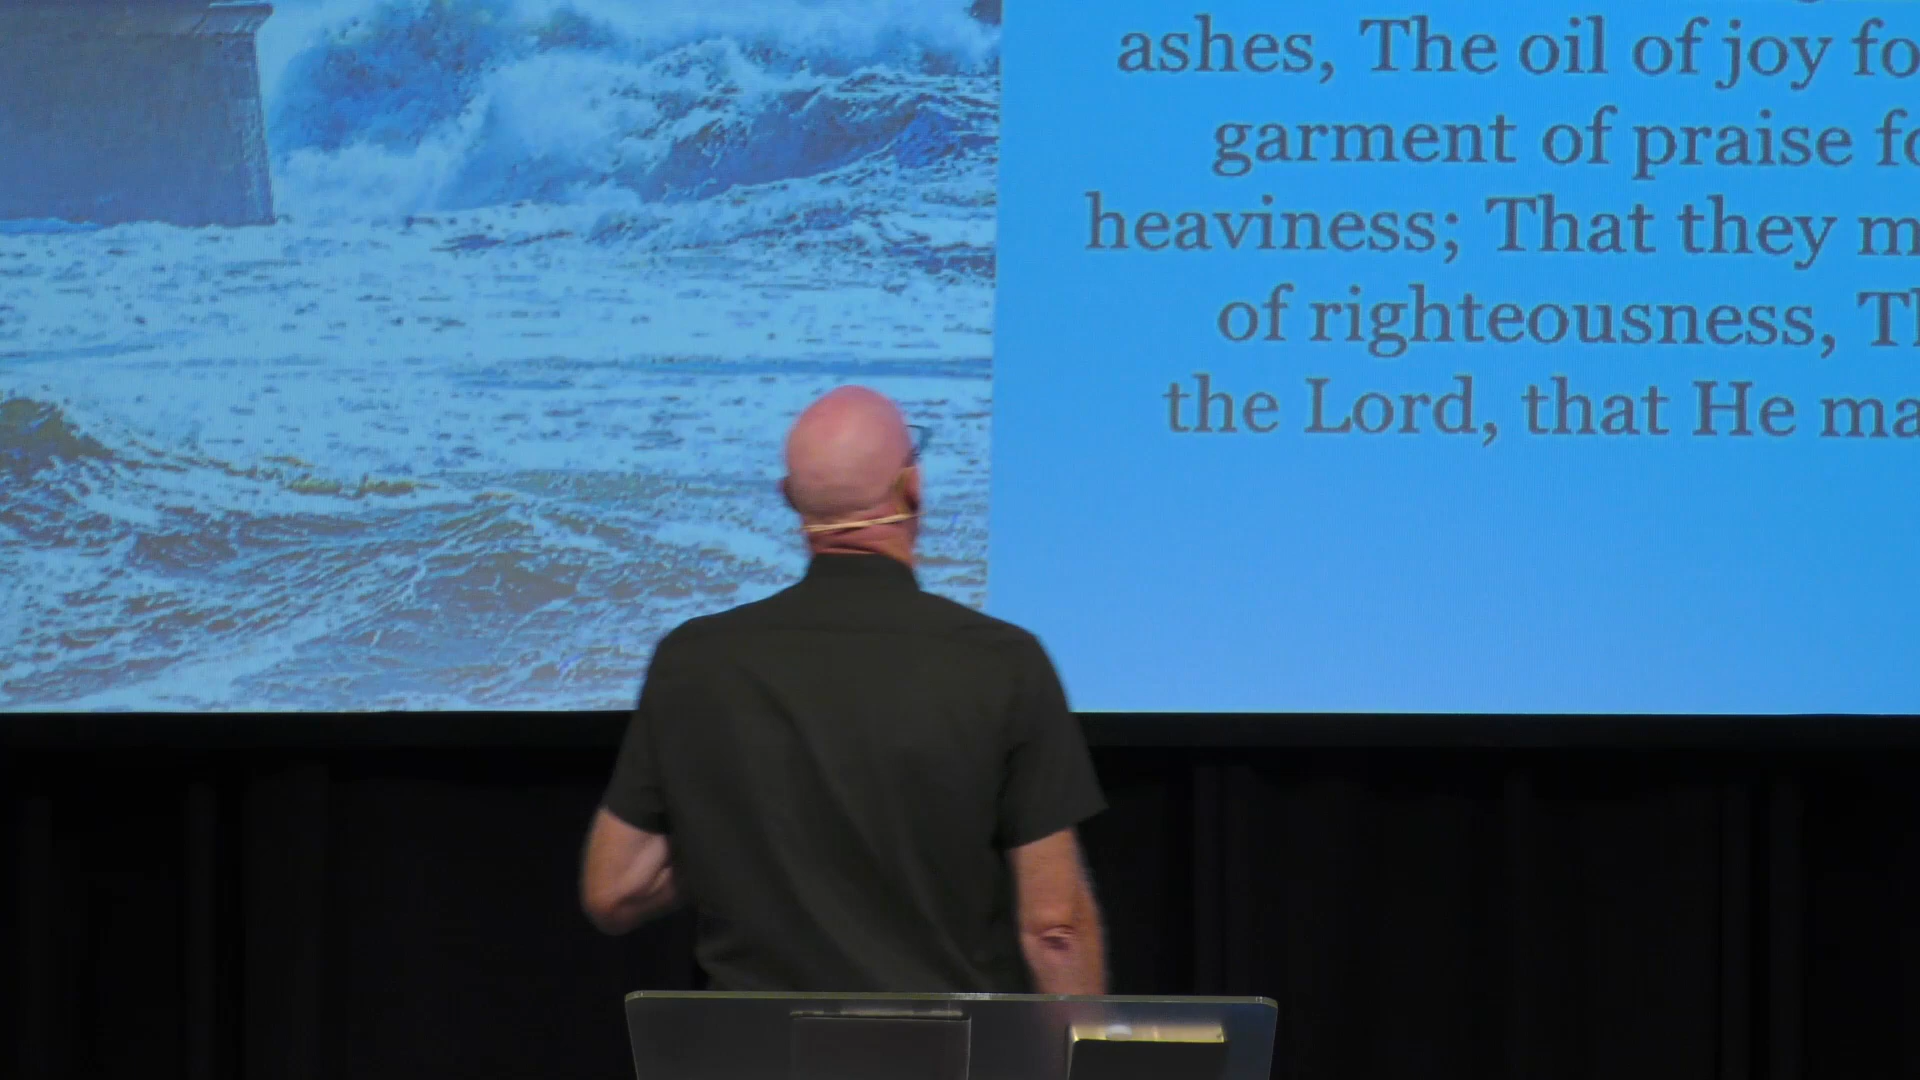 ashes, The oil of joy fo
garment of praise fo
heaviness; That they m
of righteousness, Th
the Lord, that He ma